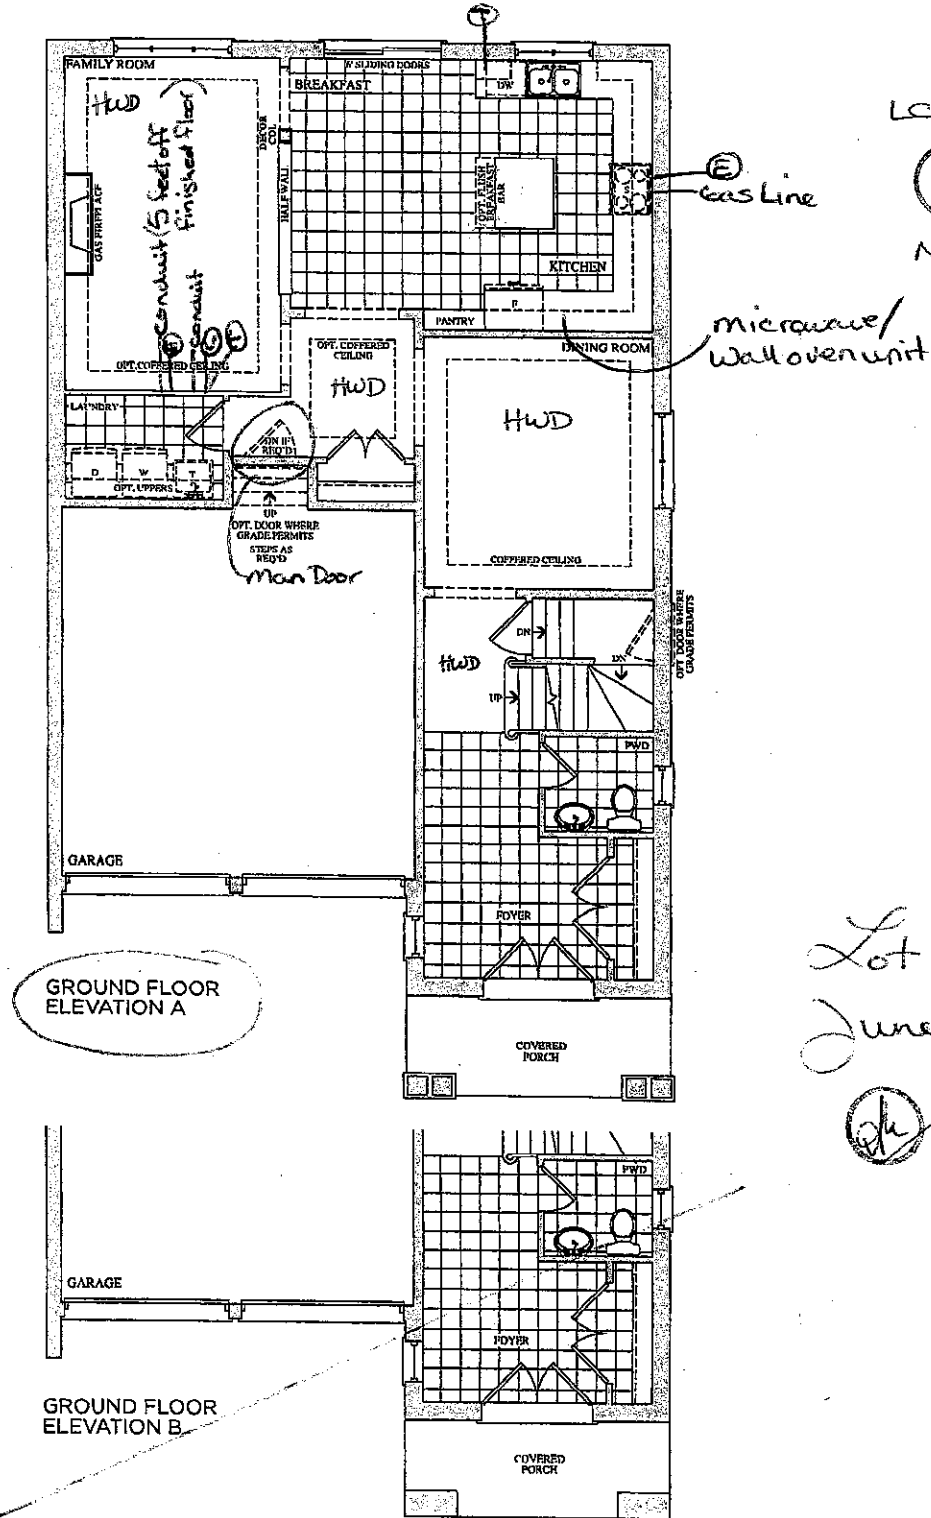 FAMILY ROOM
HWD
conduit (5 feet off
finished floor)
conduit
GAS FIREPLACE
OPT. COFFERED CEILING
DECOR
COL.
HALF WALL
SLIDING DOORS
BREAKFAST
DW
OPT. FLUSH
BREAKFAST
BAR
E
Gas Line
KITCHEN
F
PANTRY
microwave/
Wall oven unit
OPT. COFFERED
CEILING
HWD
DINING ROOM
HWD
COFFERED CEILING
LAUNDRY
D
W
T
OPT. UPPERS
DN IF
REQ'D
UP
OPT. DOOR WHERE
GRADE PERMITS
STEPS AS
REQ'D
Man Door
OPT DOOR WHERE
GRADE PERMITS
DN
DN
HWD
UP
PWD
GARAGE
FOYER
GROUND FLOOR
ELEVATION A
COVERED
PORCH
Lot
June
PWD
GARAGE
FOYER
GROUND FLOOR
ELEVATION B
COVERED
PORCH